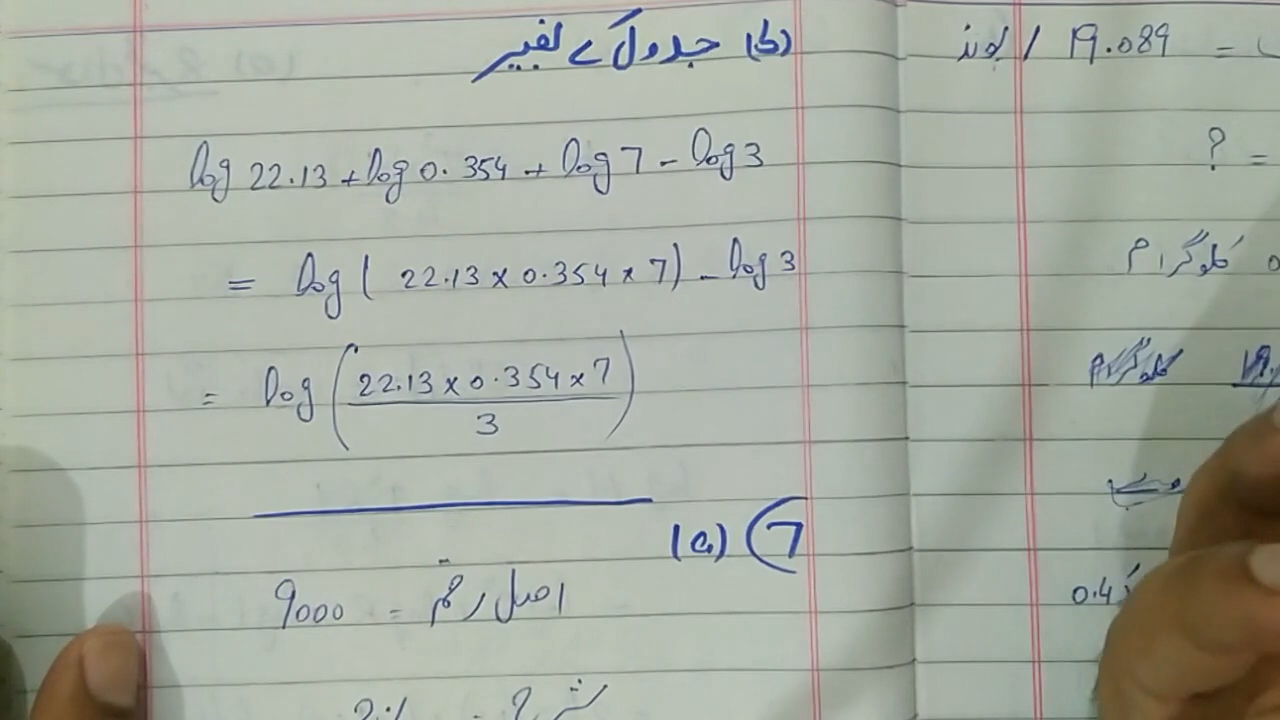 (b) جدول کے بغیر
log 22.13 + log 0.354 + log 7 - log 3
= log ( 22.13 × 0.354 × 7) - log 3
= log ( 22.13 × 0.354 × 7 / 3 )
7) (a)
اصل رقم = 9000
شرح = 2%
= 19.089 / پونڈ
= ?
کلوگرام
0.4